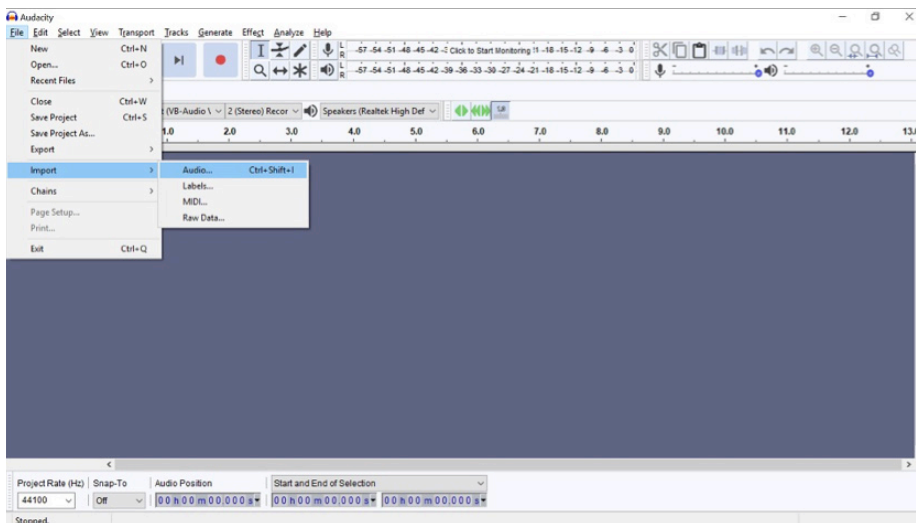 Audacity
File Edit Select View Transport Tracks Generate Effect Analyze Help
New Ctrl+N
Open... Ctrl+O
Recent Files
Close Ctrl+W
Save Project Ctrl+S
Save Project As...
Export
Import
Chains
Page Setup...
Print...
Exit Ctrl+Q
Audio... Ctrl+Shift+I
Labels...
MIDI...
Raw Data...
L R -57 -54 -51 -48 -45 -42 Click to Start Monitoring -18 -15 -12 -9 -6 -3 0
L R -57 -54 -51 -48 -45 -42 -39 -36 -33 -30 -27 -24 -21 -18 -15 -12 -9 -6 -3 0
(VB-Audio \ 2 (Stereo) Recor Speakers (Realtek High Def
1.0 2.0 3.0 4.0 5.0 6.0 7.0 8.0 9.0 10.0 11.0 12.0 13.
Project Rate (Hz) Snap-To Audio Position Start and End of Selection
44100 Off 00 h 00 m 00.000 s 00 h 00 m 00.000 s 00 h 00 m 00.000 s
Stopped.